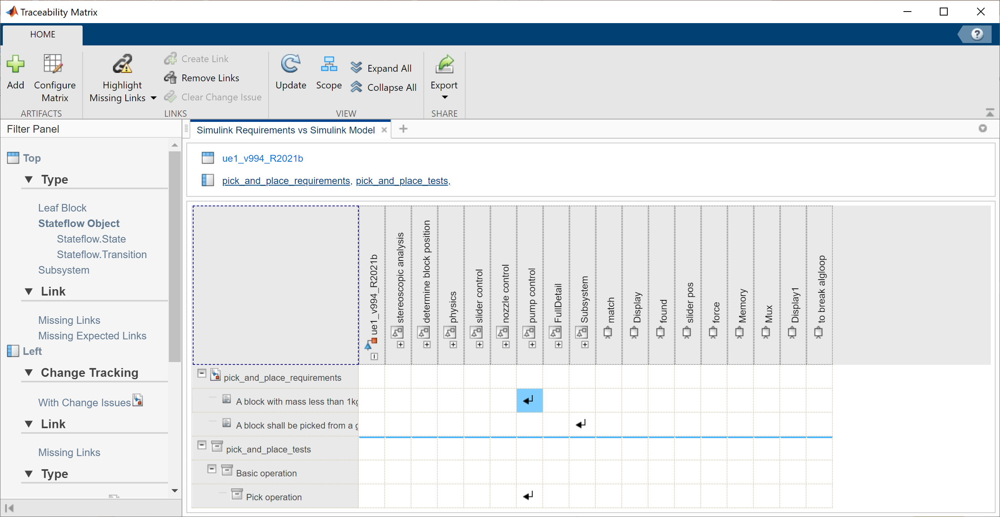 Traceability Matrix
HOME
Add
Configure
Matrix
Highlight
Missing Links
Create Link
Remove Links
Clear Change Issue
Update
Scope
Expand All
Collapse All
Export
ARTIFACTS
LINKS
VIEW
SHARE
Filter Panel
Top
Type
Leaf Block
Stateflow Object
Stateflow.State
Stateflow.Transition
Subsystem
Link
Missing Links
Missing Expected Links
Left
Change Tracking
With Change Issues
Link
Missing Links
Type
Simulink Requirements vs Simulink Model
ue1_v994_R2021b
pick_and_place_requirements, pick_and_place_tests,
ue1_v994_R2021b
stereoscopic analysis
determine block position
physics
slider control
nozzle control
pump control
FullDetail
Subsystem
match
Display
found
slider pos
force
Memory
Mux
Display1
to break algloop
pick_and_place_requirements
A block with mass less than 1kg
A block shall be picked from a g
pick_and_place_tests
Basic operation
Pick operation